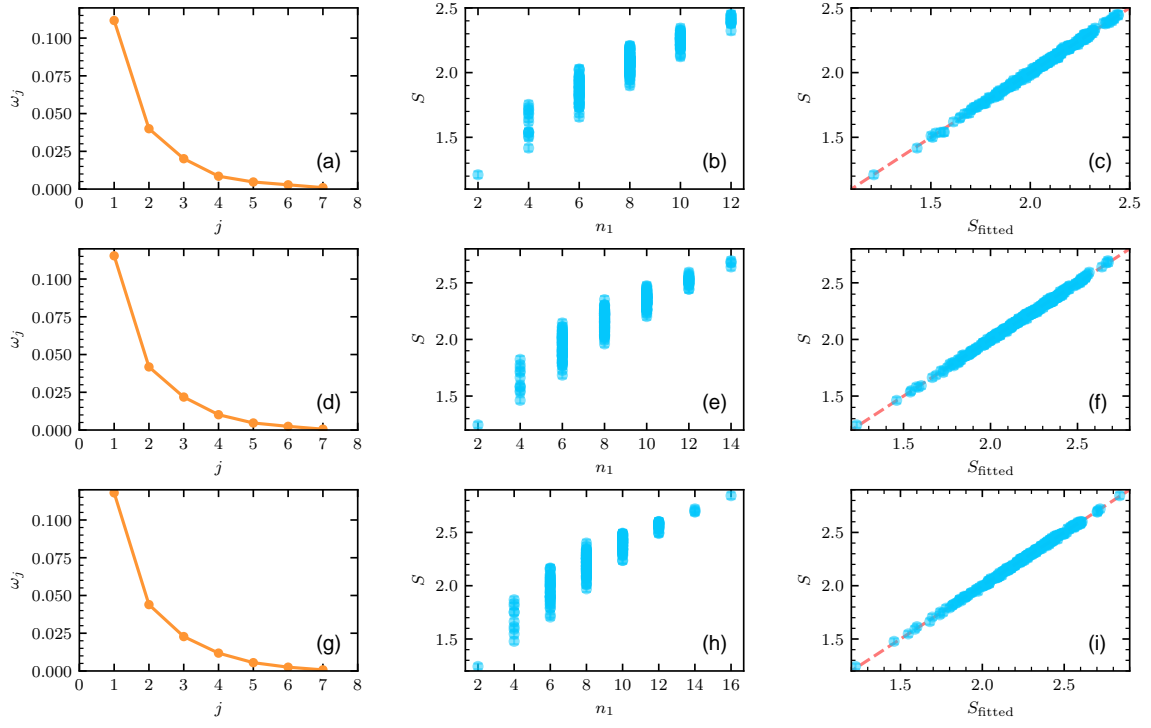 0.100
0.075
0.050
0.025
0.000
ω_j
0 1 2 3 4 5 6 7 8
j
(a)
2.0
1.5
S
2 4 6 8 10 12
n_1
(b)
2.0
1.5
S
1.5 2.0 2.5
S_fitted
(c)
0.100
0.075
0.050
0.025
0.000
ω_j
0 1 2 3 4 5 6 7 8
j
(d)
2.5
2.0
1.5
S
2 4 6 8 10 12 14
n_1
(e)
2.5
2.0
1.5
S
1.5 2.0 2.5
S_fitted
(f)
0.100
0.075
0.050
0.025
0.000
ω_j
0 1 2 3 4 5 6 7 8
j
(g)
2.5
2.0
1.5
S
2 4 6 8 10 12 14 16
n_1
(h)
2.5
2.0
1.5
S
1.5 2.0 2.5
S_fitted
(i)